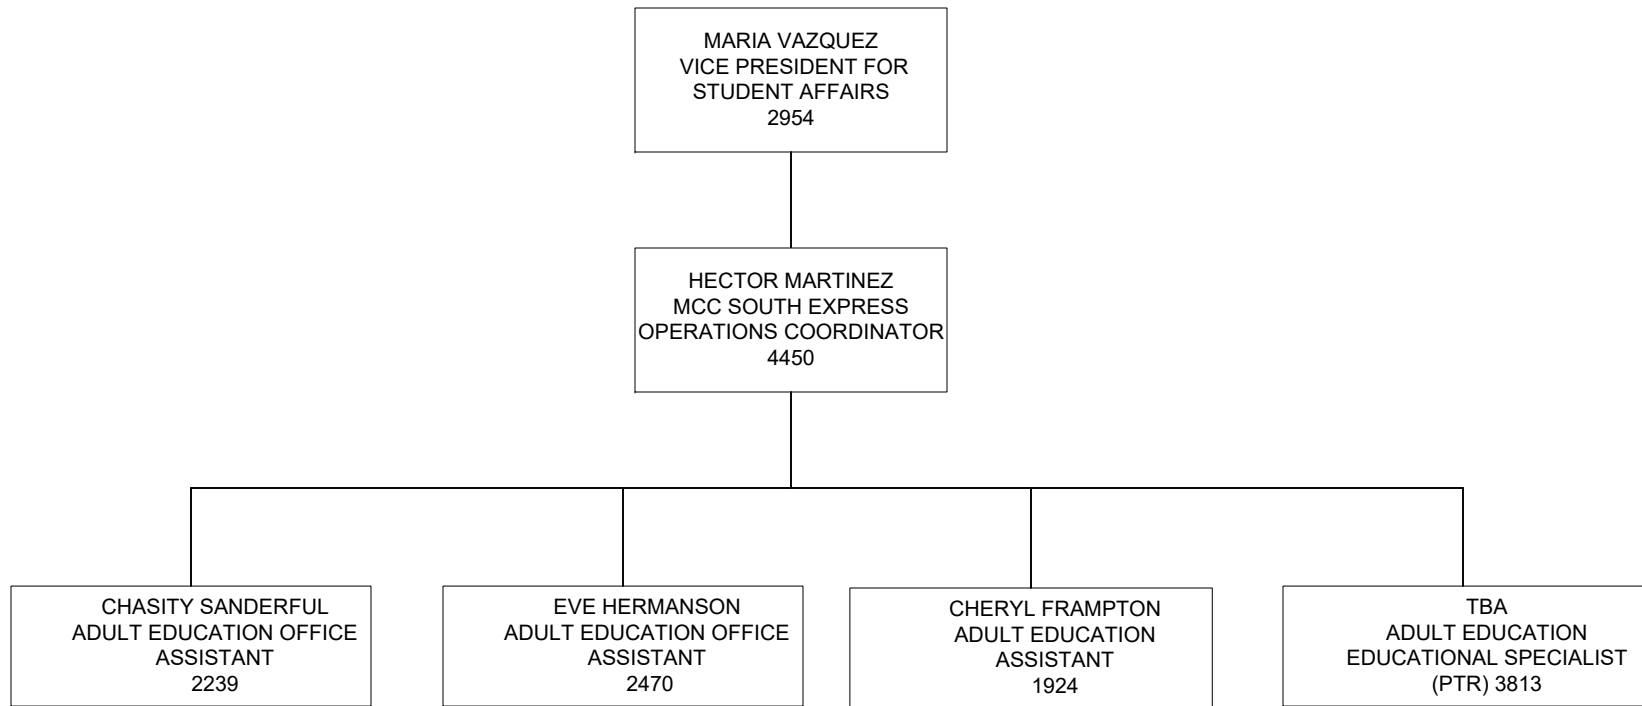 MARIA VAZQUEZ
VICE PRESIDENT FOR
STUDENT AFFAIRS
2954
HECTOR MARTINEZ
MCC SOUTH EXPRESS
OPERATIONS COORDINATOR
4450
CHASITY SANDERFUL
ADULT EDUCATION OFFICE
ASSISTANT
2239
EVE HERMANSON
ADULT EDUCATION OFFICE
ASSISTANT
2470
CHERYL FRAMPTON
ADULT EDUCATION
ASSISTANT
1924
TBA
ADULT EDUCATION
EDUCATIONAL SPECIALIST
(PTR) 3813